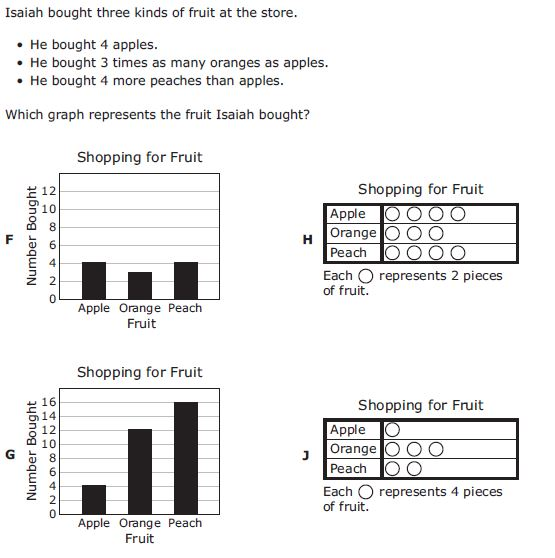 Isaiah bought three kinds of fruit at the store.
• He bought 4 apples.
• He bought 3 times as many oranges as apples.
• He bought 4 more peaches than apples.
Which graph represents the fruit Isaiah bought?
F
Shopping for Fruit
Number Bought
12
10
8
6
4
2
0
Apple Orange Peach
Fruit
H
Shopping for Fruit
Apple
Orange
Peach
Each ○ represents 2 pieces
of fruit.
G
Shopping for Fruit
Number Bought
16
14
12
10
8
6
4
2
0
Apple Orange Peach
Fruit
J
Shopping for Fruit
Apple
Orange
Peach
Each ○ represents 4 pieces
of fruit.